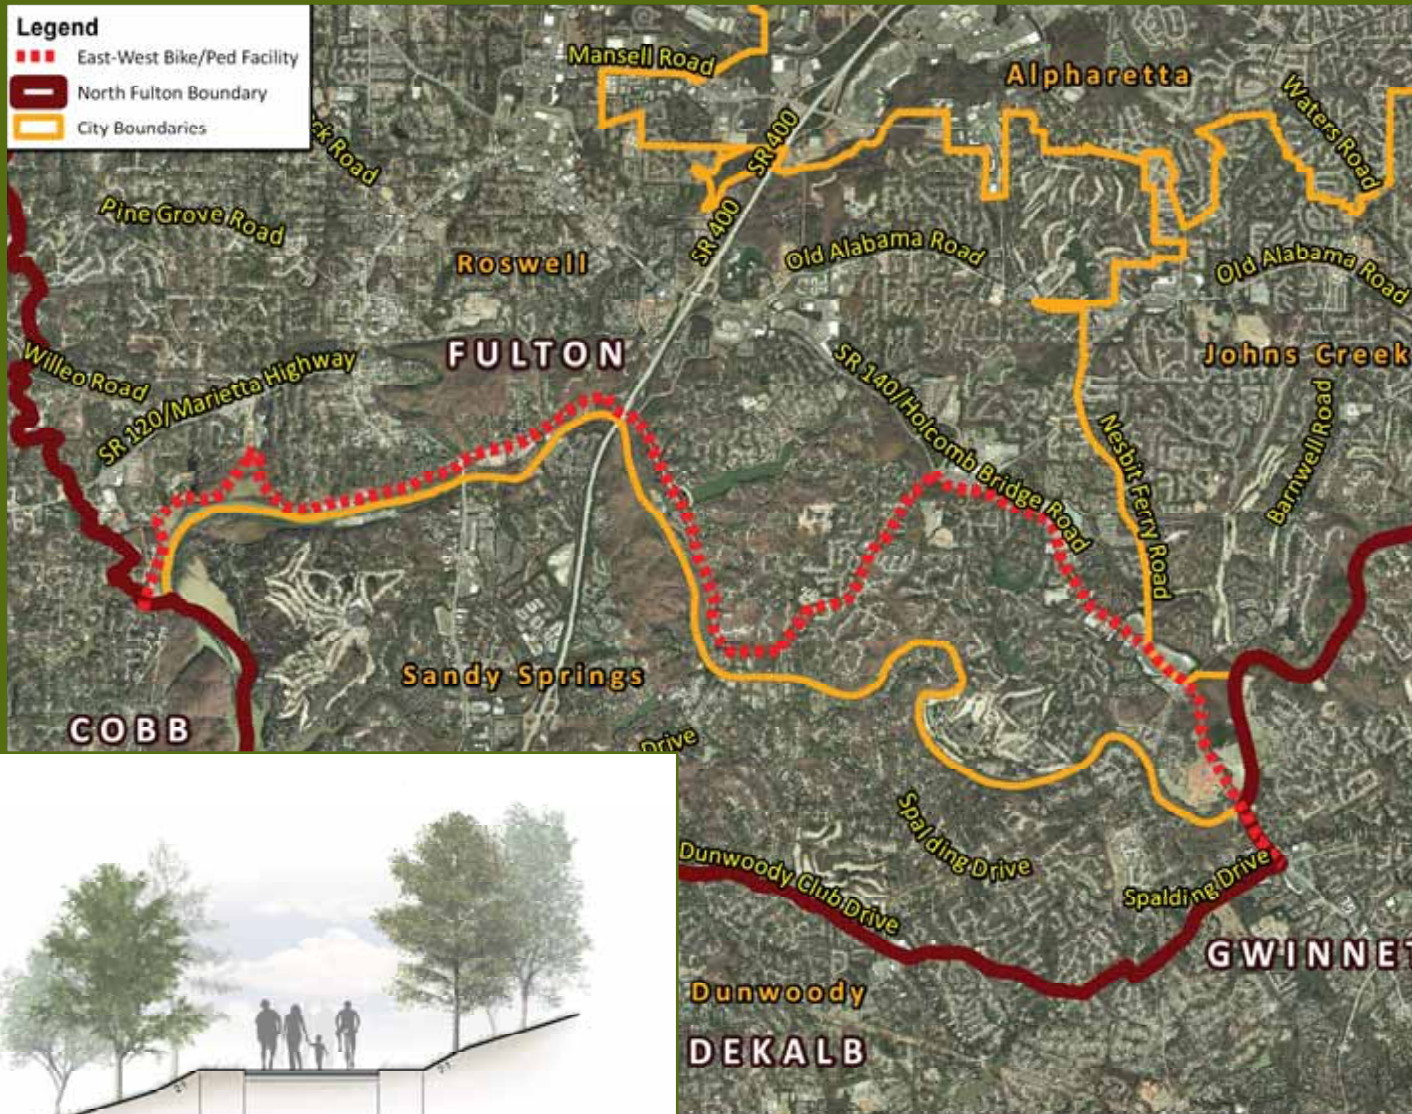 Legend
East-West Bike/Ped Facility
North Fulton Boundary
City Boundaries
Mansell Road
Alpharetta
Waters Road
ck Road
SR 400
Pine Grove Road
SR 400
Roswell
Old Alabama Road
Old Alabama Road
FULTON
Johns Creek
Willeo Road
SR 120/Marietta Highway
SR 140/Holcomb Bridge Road
Nesbit Ferry Road
Barnwell Road
Sandy Springs
COBB
Drive
Spalding Drive
Dunwoody Club Drive
Spalding Drive
GWINNET
Dunwoody
DEKALB